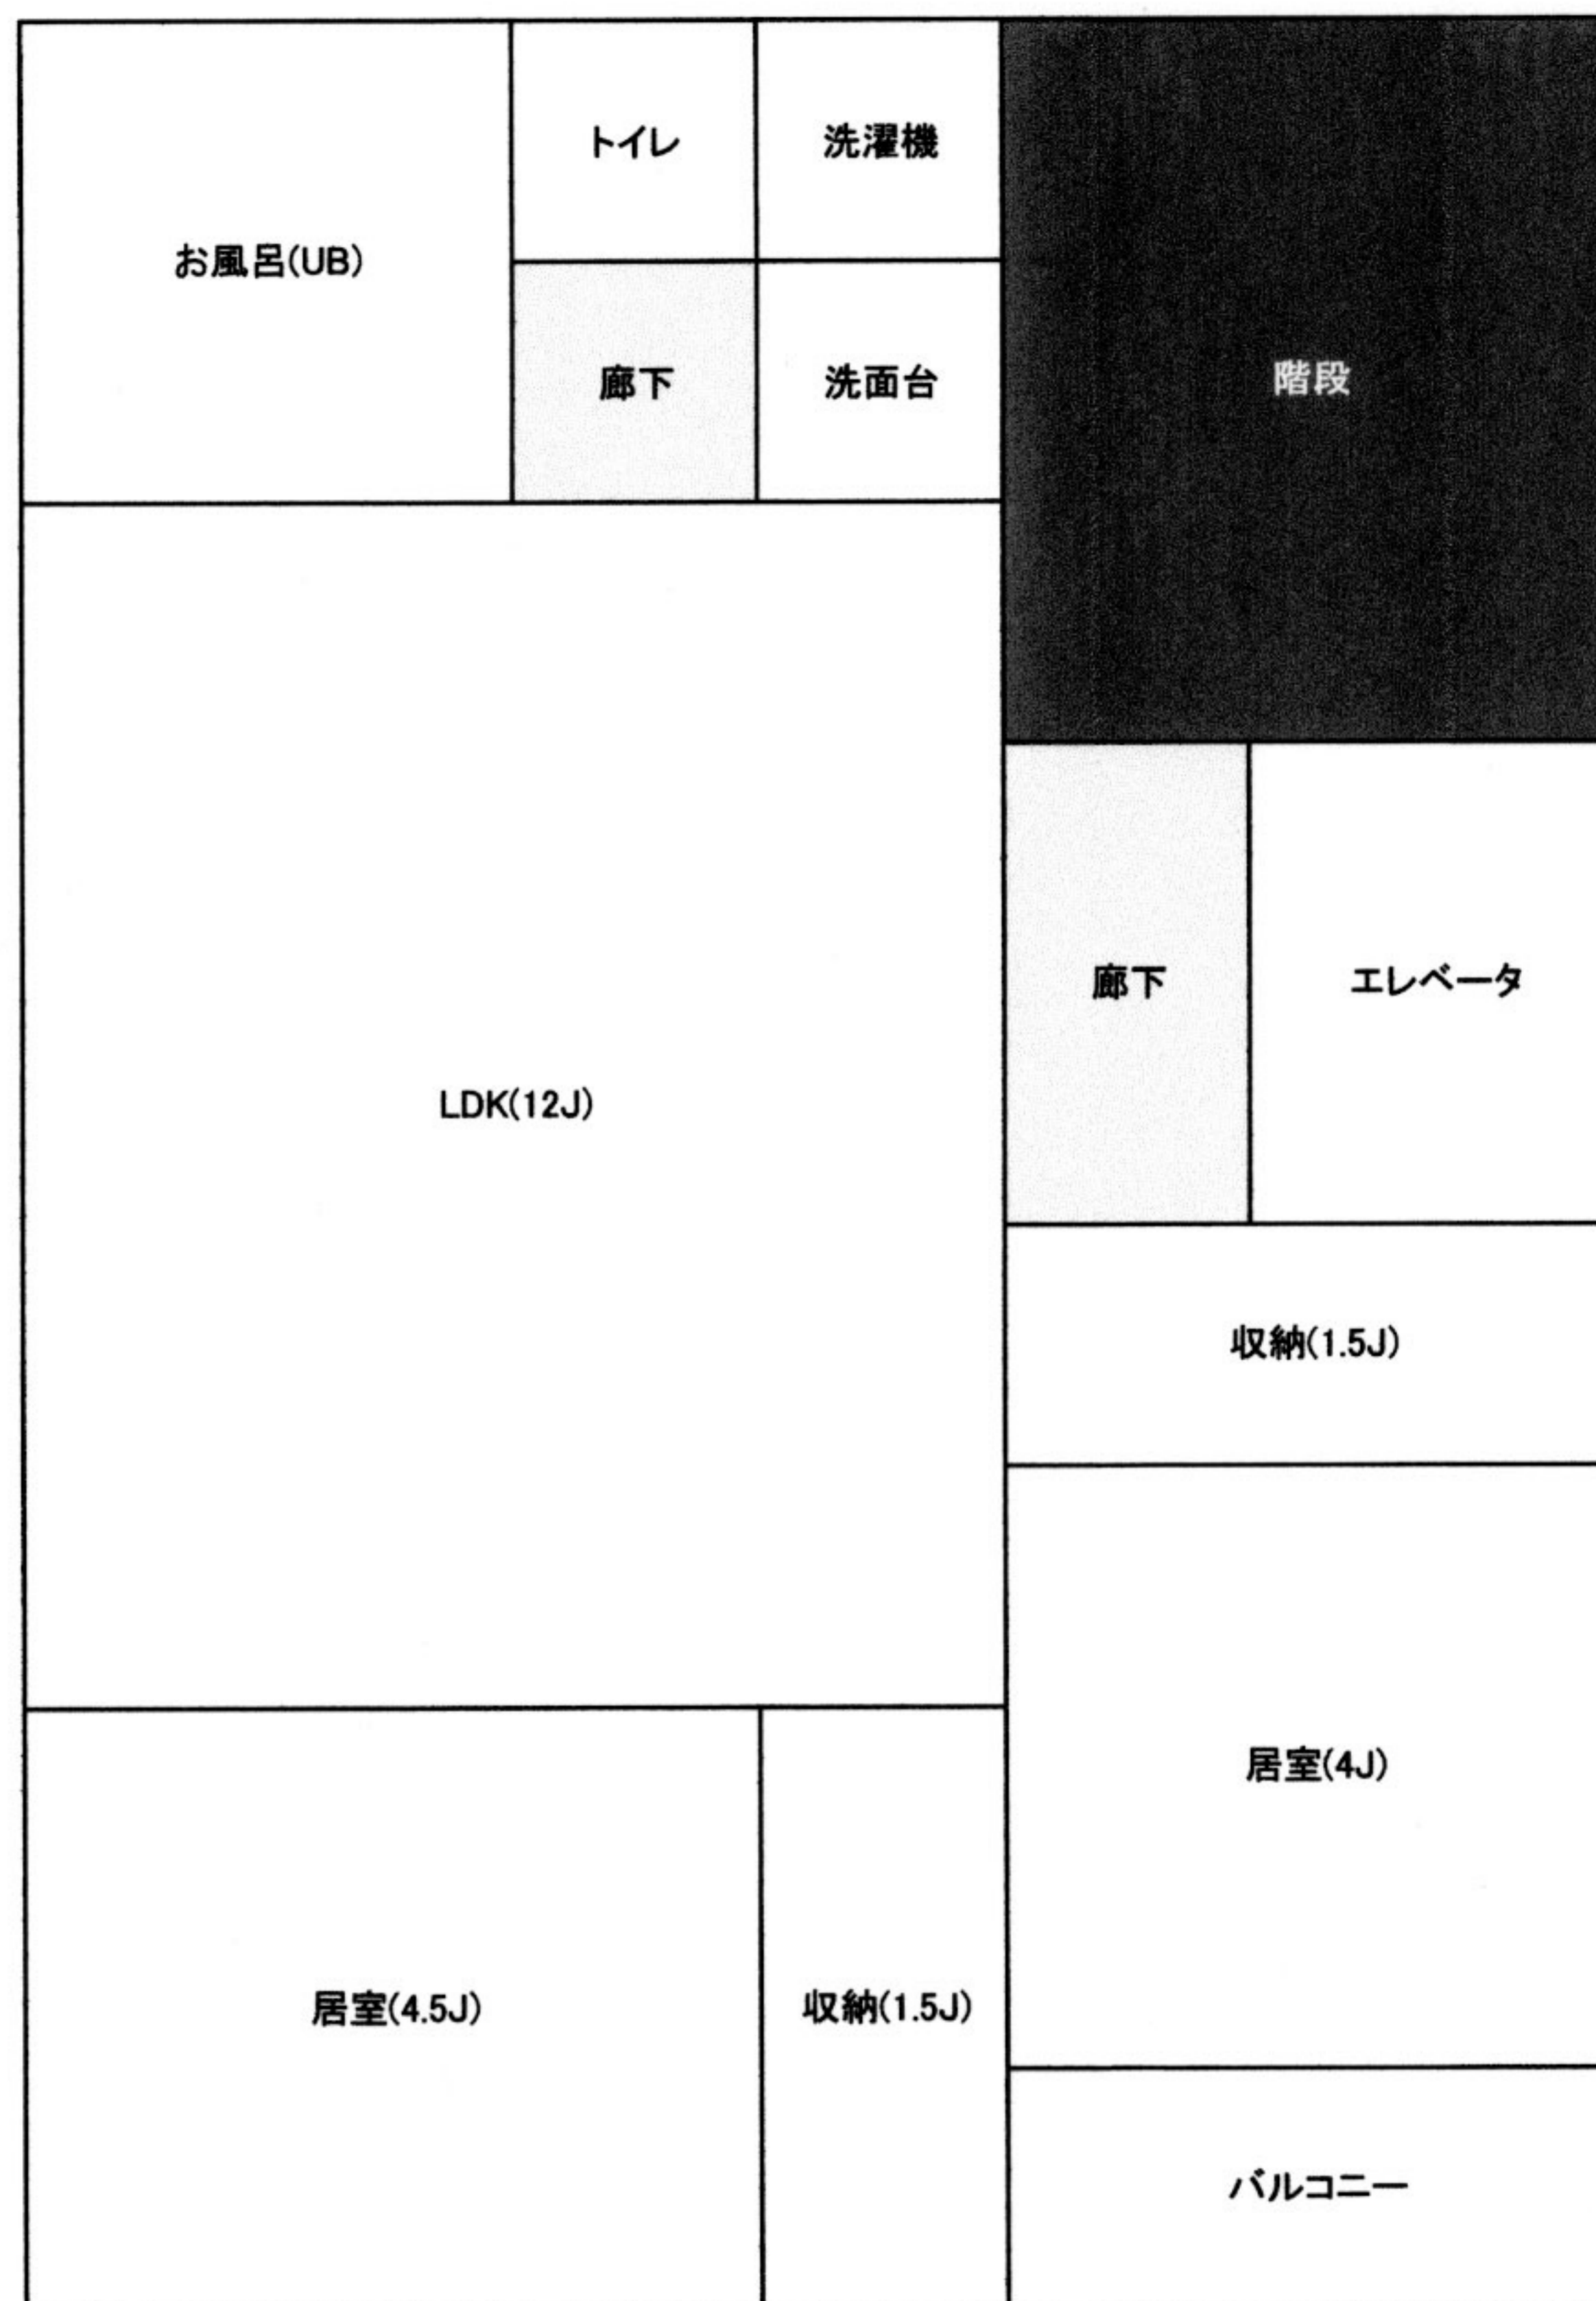 トイレ
洗濯機
お風呂(UB)
廊下
洗面台
階段
LDK(12J)
廊下
エレベータ
収納(1.5J)
居室(4J)
居室(4.5J)
収納(1.5J)
バルコニー